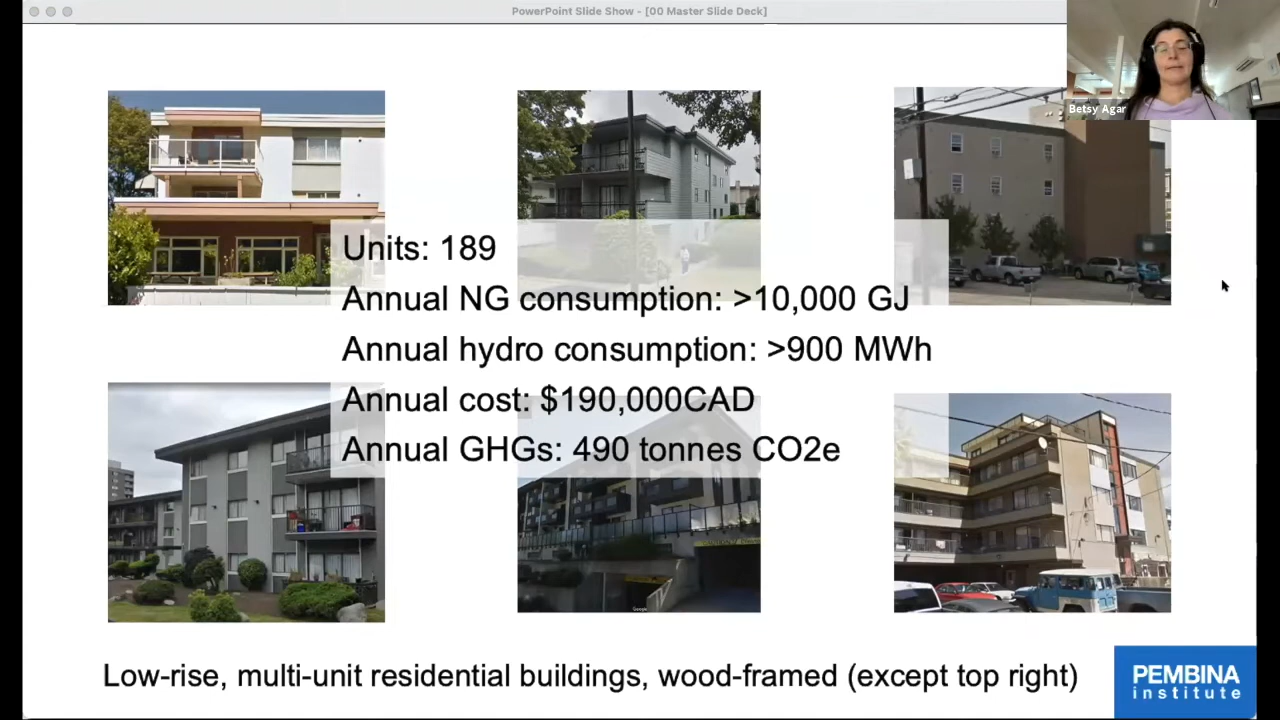 PowerPoint Slide Show - [00 Master Slide Deck]
Betsy Agar
Units: 189
Annual NG consumption: >10,000 GJ
Annual hydro consumption: >900 MWh
Annual cost: $190,000CAD
Annual GHGs: 490 tonnes CO2e
Google
Low-rise, multi-unit residential buildings, wood-framed (except top right)
PEMBINA
institute